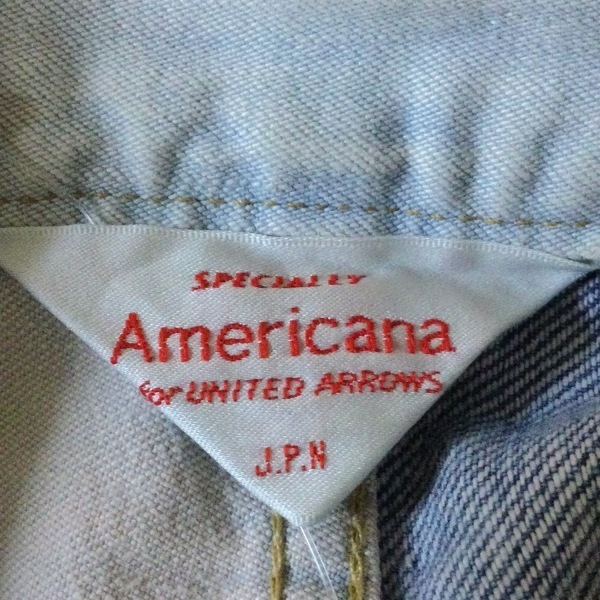 SPECIALLY
Americana
for UNITED ARROWS
J.P.N